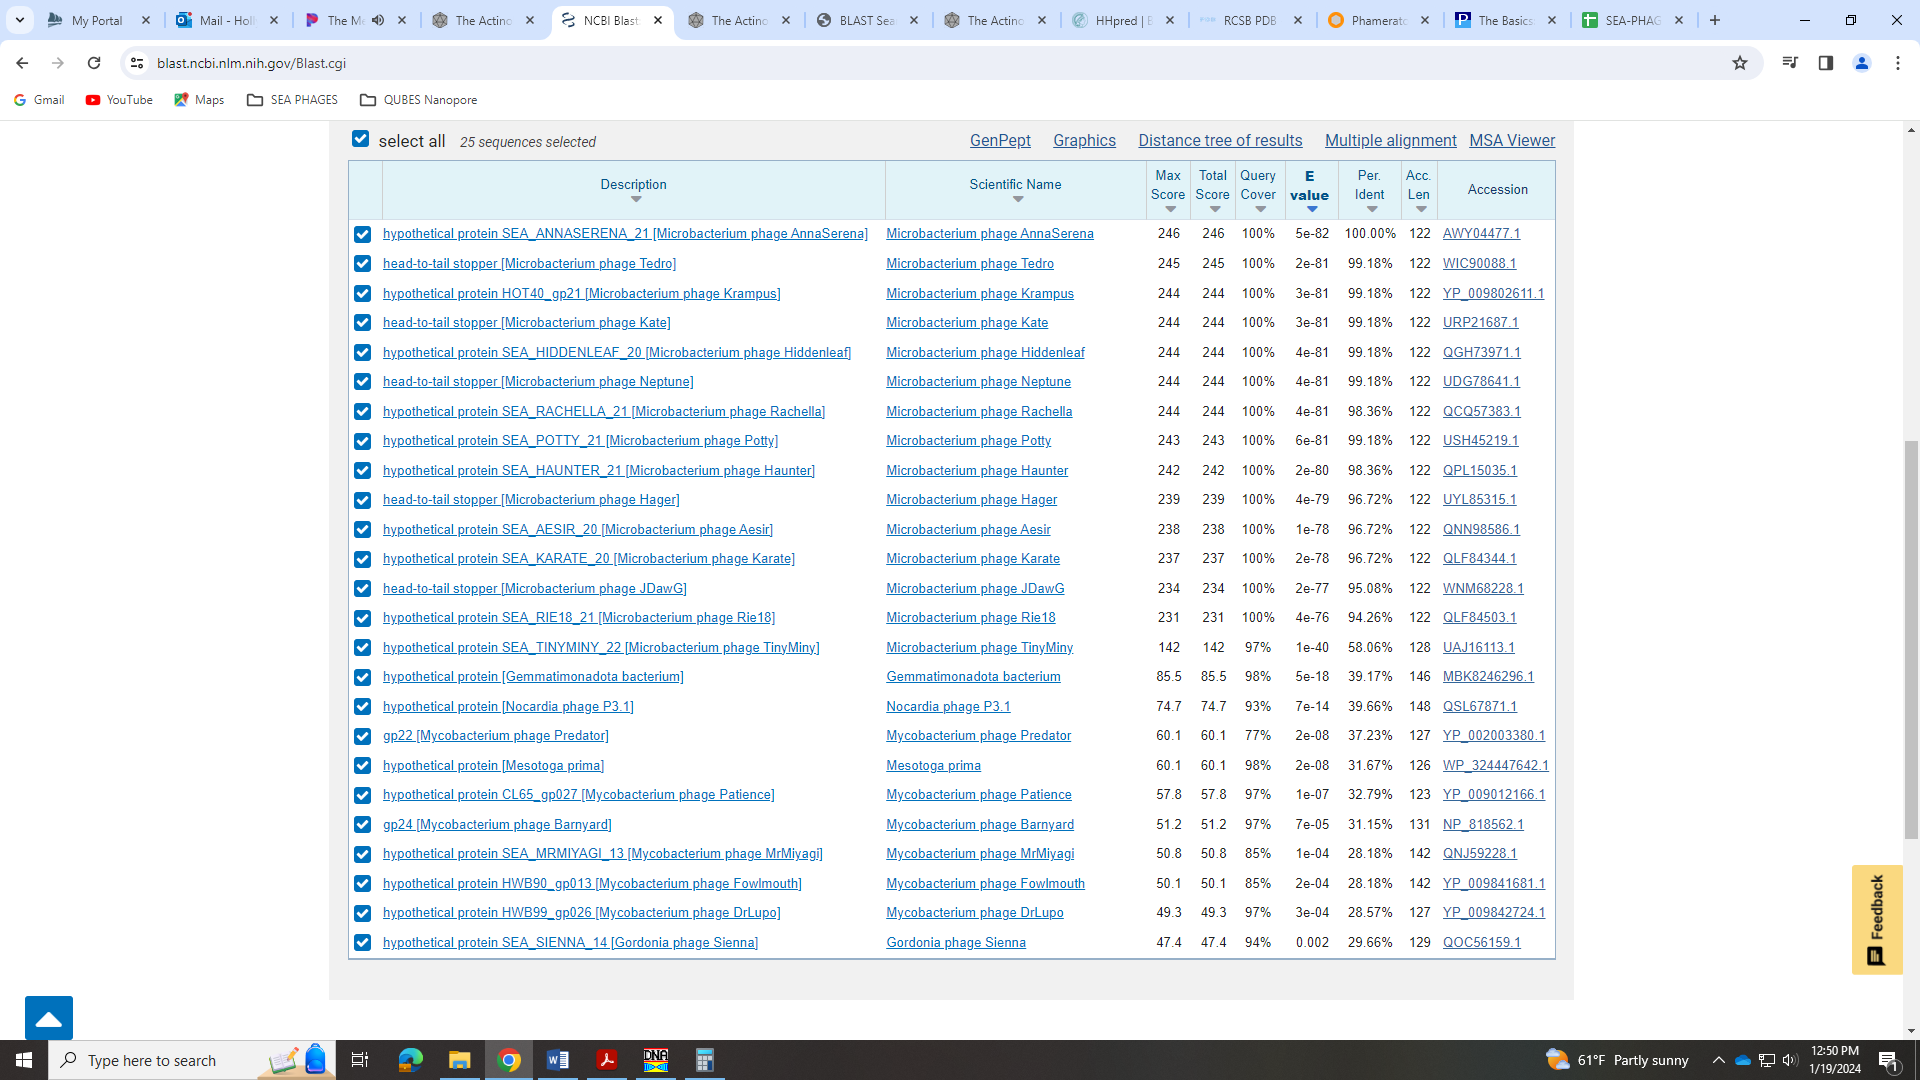 My Portal
Mail - Holl
The Me
The Actino
NCBI Blast
The Actino
BLAST Sea
The Actino
HHpred | B
RCSB PDB
Phamerato
The Basics
SEA-PHAG
blast.ncbi.nlm.nih.gov/Blast.cgi
Gmail YouTube Maps SEA PHAGES QUBES Nanopore
select all 25 sequences selected GenPept Graphics Distance tree of results Multiple alignment MSA Viewer
Description Scientific Name Max Score Total Score Query Cover E value Per. Ident Acc. Len Accession
hypothetical protein SEA_ANNASERENA_21 [Microbacterium phage AnnaSerena] Microbacterium phage AnnaSerena 246 246 100% 5e-82 100.00% 122 AWY04477.1
head-to-tail stopper [Microbacterium phage Tedro] Microbacterium phage Tedro 245 245 100% 2e-81 99.18% 122 WIC90088.1
hypothetical protein HOT40_gp21 [Microbacterium phage Krampus] Microbacterium phage Krampus 244 244 100% 3e-81 99.18% 122 YP_009802611.1
head-to-tail stopper [Microbacterium phage Kate] Microbacterium phage Kate 244 244 100% 3e-81 99.18% 122 URP21687.1
hypothetical protein SEA_HIDDENLEAF_20 [Microbacterium phage Hiddenleaf] Microbacterium phage Hiddenleaf 244 244 100% 4e-81 99.18% 122 QGH73971.1
head-to-tail stopper [Microbacterium phage Neptune] Microbacterium phage Neptune 244 244 100% 4e-81 99.18% 122 UDG78641.1
hypothetical protein SEA_RACHELLA_21 [Microbacterium phage Rachella] Microbacterium phage Rachella 244 244 100% 4e-81 98.36% 122 QCQ57383.1
hypothetical protein SEA_POTTY_21 [Microbacterium phage Potty] Microbacterium phage Potty 243 243 100% 6e-81 99.18% 122 USH45219.1
hypothetical protein SEA_HAUNTER_21 [Microbacterium phage Haunter] Microbacterium phage Haunter 242 242 100% 2e-80 98.36% 122 QPL15035.1
head-to-tail stopper [Microbacterium phage Hager] Microbacterium phage Hager 239 239 100% 4e-79 96.72% 122 UYL85315.1
hypothetical protein SEA_AESIR_20 [Microbacterium phage Aesir] Microbacterium phage Aesir 238 238 100% 1e-78 96.72% 122 QNN98586.1
hypothetical protein SEA_KARATE_20 [Microbacterium phage Karate] Microbacterium phage Karate 237 237 100% 2e-78 96.72% 122 QLF84344.1
head-to-tail stopper [Microbacterium phage JDawG] Microbacterium phage JDawG 234 234 100% 2e-77 95.08% 122 WNM68228.1
hypothetical protein SEA_RIE18_21 [Microbacterium phage Rie18] Microbacterium phage Rie18 231 231 100% 4e-76 94.26% 122 QLF84503.1
hypothetical protein SEA_TINYMINY_22 [Microbacterium phage TinyMiny] Microbacterium phage TinyMiny 142 142 97% 1e-40 58.06% 128 UAJ16113.1
hypothetical protein [Gemmatimonadota bacterium] Gemmatimonadota bacterium 85.5 85.5 98% 5e-18 39.17% 146 MBK8246296.1
hypothetical protein [Nocardia phage P3.1] Nocardia phage P3.1 74.7 74.7 93% 7e-14 39.66% 148 QSL67871.1
gp22 [Mycobacterium phage Predator] Mycobacterium phage Predator 60.1 60.1 77% 2e-08 37.23% 127 YP_002003380.1
hypothetical protein [Mesotoga prima] Mesotoga prima 60.1 60.1 98% 2e-08 31.67% 126 WP_324447642.1
hypothetical protein CL65_gp027 [Mycobacterium phage Patience] Mycobacterium phage Patience 57.8 57.8 97% 1e-07 32.79% 123 YP_009012166.1
gp24 [Mycobacterium phage Barnyard] Mycobacterium phage Barnyard 51.2 51.2 97% 7e-05 31.15% 131 NP_818562.1
hypothetical protein SEA_MRMIYAGI_13 [Mycobacterium phage MrMiyagi] Mycobacterium phage MrMiyagi 50.8 50.8 85% 1e-04 28.18% 142 QNJ59228.1
hypothetical protein HWB90_gp013 [Mycobacterium phage Fowlmouth] Mycobacterium phage Fowlmouth 50.1 50.1 85% 2e-04 28.18% 142 YP_009841681.1
hypothetical protein HWB99_gp026 [Mycobacterium phage DrLupo] Mycobacterium phage DrLupo 49.3 49.3 97% 3e-04 28.57% 127 YP_009842724.1
hypothetical protein SEA_SIENNA_14 [Gordonia phage Sienna] Gordonia phage Sienna 47.4 47.4 94% 0.002 29.66% 129 QOC56159.1
Feedback
Type here to search
DNA
61°F Partly sunny
12:50 PM
1/19/2024
1